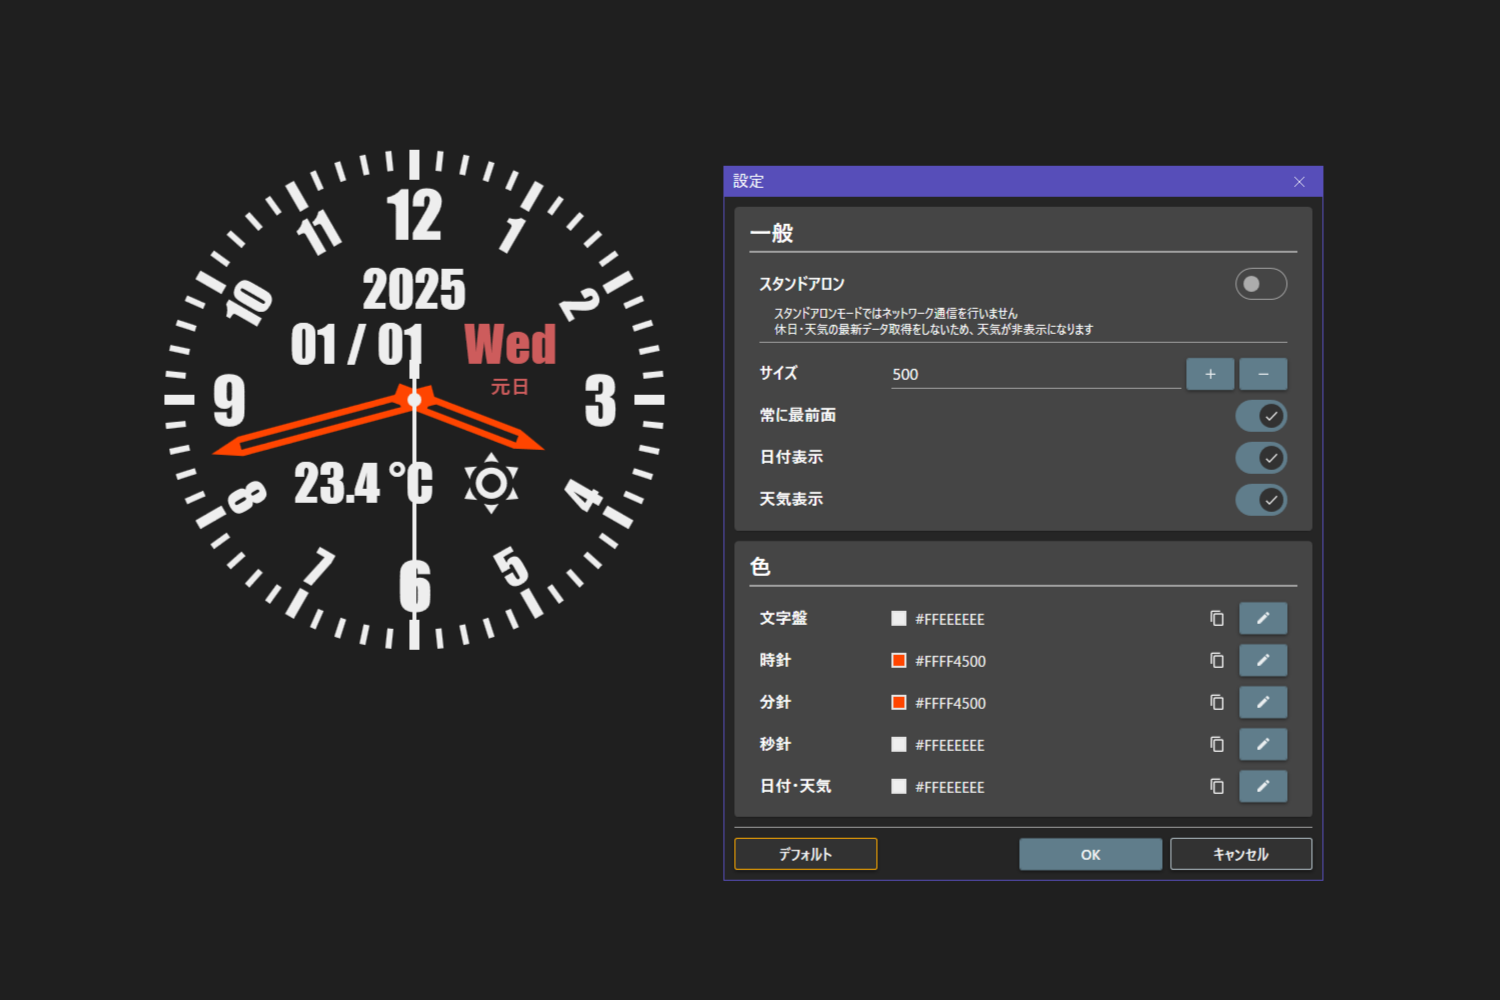 12
11
1
2025
10
2
01 / 01 Wed
元日
9
3
23.4 °C
8
4
7
5
6
設定
一般
スタンドアロン
スタンドアロンモードではネットワーク通信を行いません
休日・天気の最新データ取得をしないため、天気が非表示になります
サイズ 500 + −
常に最前面
日付表示
天気表示
色
文字盤 #FFEEEEEE
時針 #FFFF4500
分針 #FFFF4500
秒針 #FFEEEEEE
日付・天気 #FFEEEEEE
デフォルト OK キャンセル